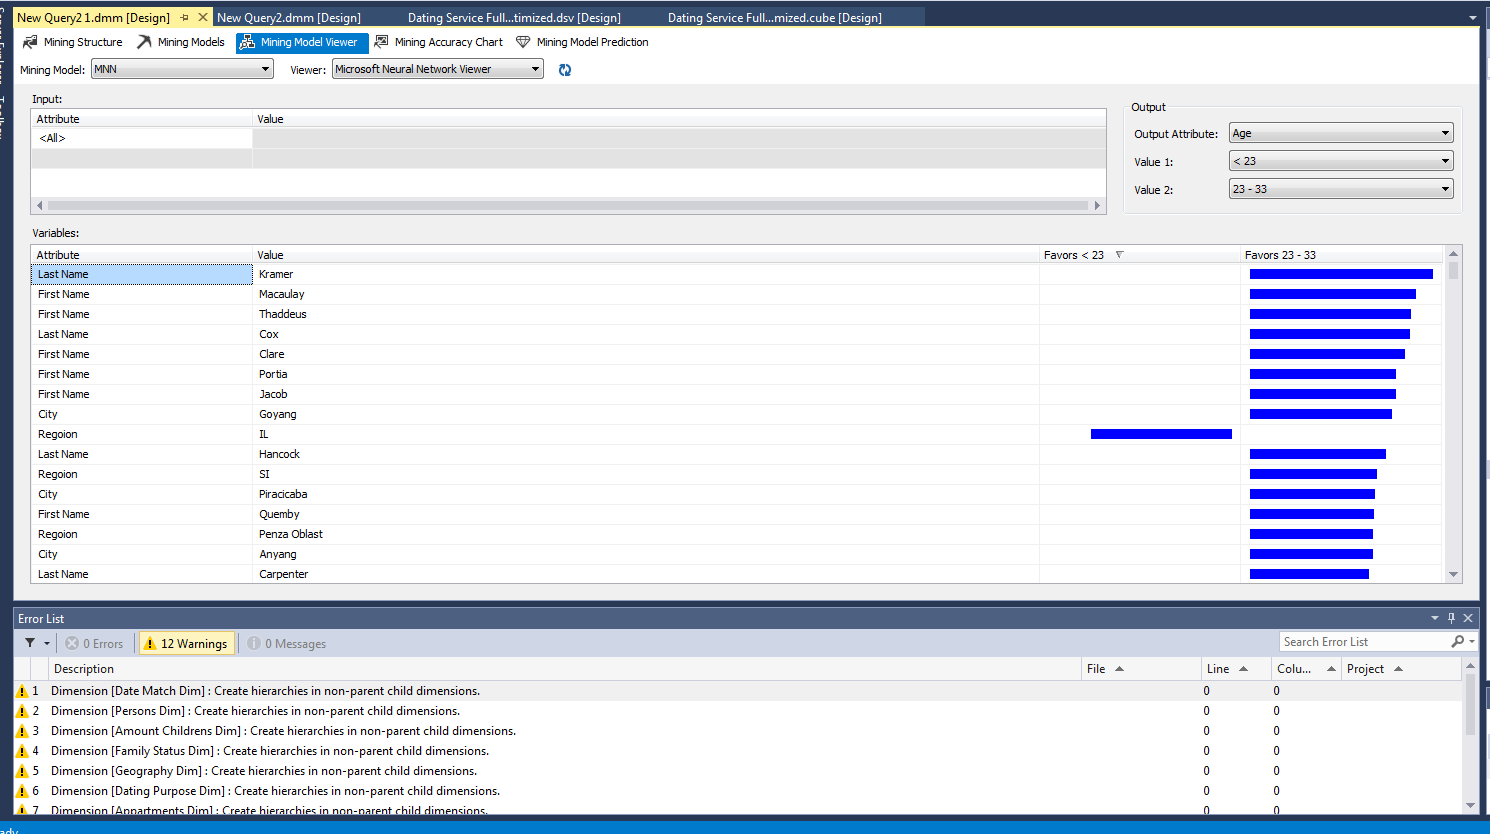 New Query2 1.dmm [Design] New Query2.dmm [Design] Dating Service Full...timized.dsv [Design] Dating Service Full...mized.cube [Design]
Mining Structure Mining Models Mining Model Viewer Mining Accuracy Chart Mining Model Prediction
Mining Model: MNN Viewer: Microsoft Neural Network Viewer
Input:
Attribute Value
<All>
Output
Output Attribute: Age
Value 1: < 23
Value 2: 23 - 33
Variables:
Attribute Value Favors < 23 Favors 23 - 33
Last Name Kramer
First Name Macaulay
First Name Thaddeus
Last Name Cox
First Name Clare
First Name Portia
First Name Jacob
City Goyang
Regoion IL
Last Name Hancock
Regoion SI
City Piracicaba
First Name Quemby
Regoion Penza Oblast
City Anyang
Last Name Carpenter
Error List
0 Errors 12 Warnings 0 Messages Search Error List
Description File Line Colu... Project
1 Dimension [Date Match Dim] : Create hierarchies in non-parent child dimensions. 0 0
2 Dimension [Persons Dim] : Create hierarchies in non-parent child dimensions. 0 0
3 Dimension [Amount Childrens Dim] : Create hierarchies in non-parent child dimensions. 0 0
4 Dimension [Family Status Dim] : Create hierarchies in non-parent child dimensions. 0 0
5 Dimension [Geography Dim] : Create hierarchies in non-parent child dimensions. 0 0
6 Dimension [Dating Purpose Dim] : Create hierarchies in non-parent child dimensions. 0 0
7 Dimension [Appartments Dim] : Create hierarchies in non-parent child dimensions. 0 0